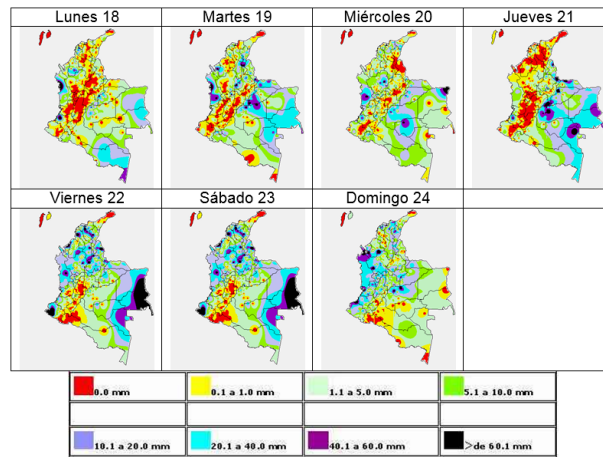 Lunes 18
Martes 19
Miércoles 20
Jueves 21
Viernes 22
Sábado 23
Domingo 24
0.0 mm
0.1 a 1.0 mm
1.1 a 5.0 mm
5.1 a 10.0 mm
10.1 a 20.0 mm
20.1 a 40.0 mm
40.1 a 60.0 mm
>de 60.1 mm